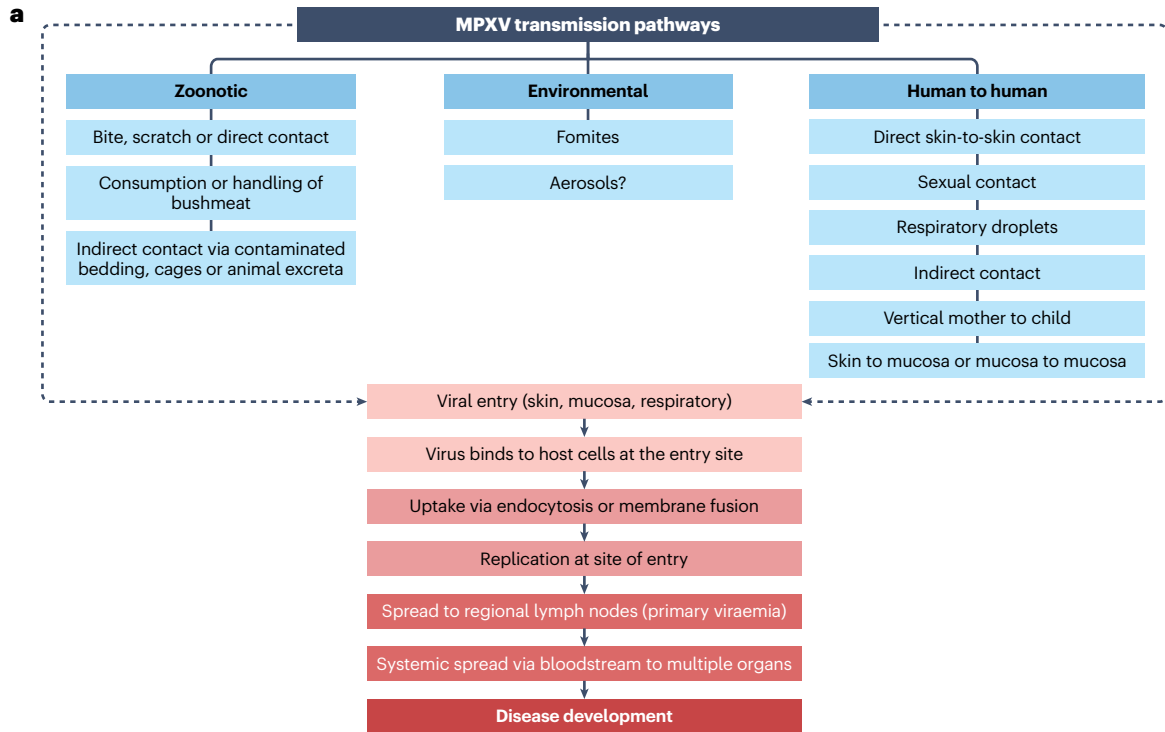 a
MPXV transmission pathways
Zoonotic
Bite, scratch or direct contact
Consumption or handling of
bushmeat
Indirect contact via contaminated
bedding, cages or animal excreta
Environmental
Fomites
Aerosols?
Human to human
Direct skin-to-skin contact
Sexual contact
Respiratory droplets
Indirect contact
Vertical mother to child
Skin to mucosa or mucosa to mucosa
Viral entry (skin, mucosa, respiratory)
Virus binds to host cells at the entry site
Uptake via endocytosis or membrane fusion
Replication at site of entry
Spread to regional lymph nodes (primary viraemia)
Systemic spread via bloodstream to multiple organs
Disease development